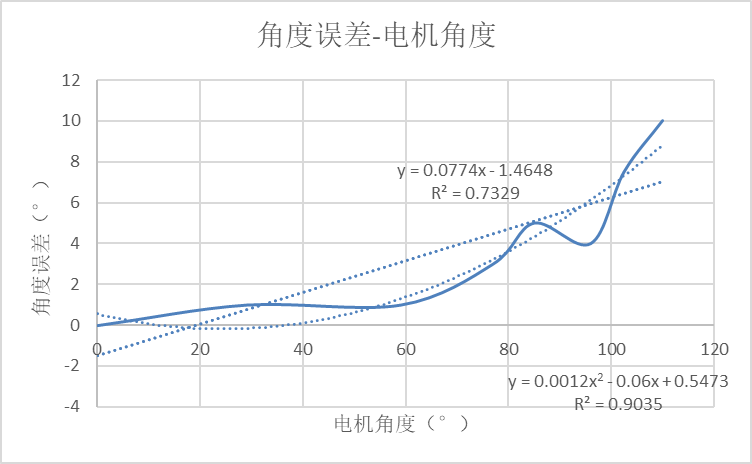 角度误差-电机角度
12
10
8
6
4
2
0
-2
-4
角度误差（°）
y = 0.0774x - 1.4648
R² = 0.7329
0 20 40 60 80 100 120
y = 0.0012x² - 0.06x + 0.5473
R² = 0.9035
电机角度（°）